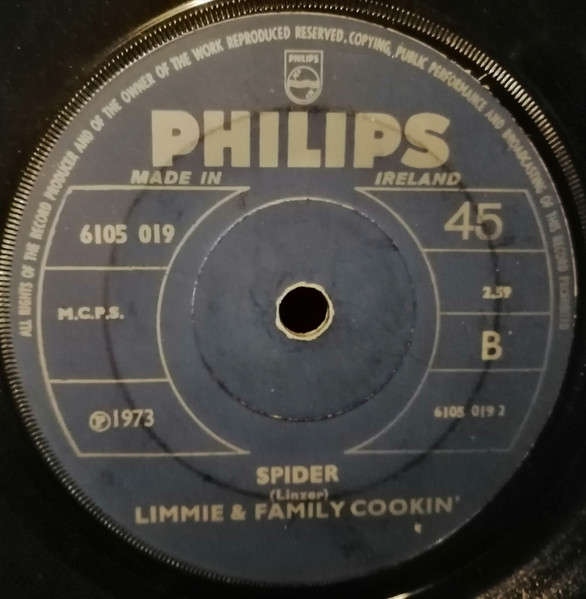 ALL RIGHTS OF THE RECORD PRODUCER AND OF THE OWNER OF THE WORK REPRODUCED RESERVED. COPYING, PUBLIC PERFORMANCE AND BROADCASTING OF THIS RECORD PROHIBITED
PHILIPS
PHILIPS
MADE IN IRELAND
6105 019
45
2.59
M.C.P.S.
B
℗1973
6105 019 2
SPIDER
(Linzer)
LIMMIE & FAMILY COOKIN'